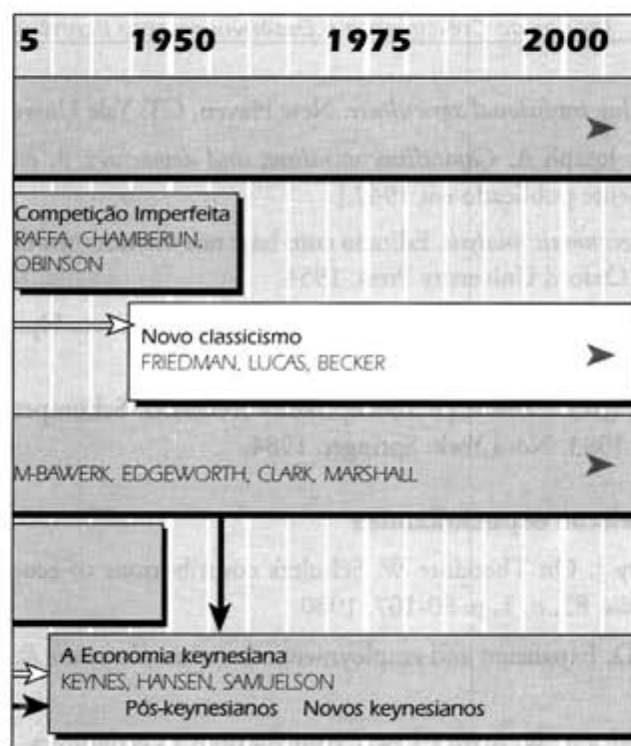 5 1950 1975 2000
Competição Imperfeita
RAFFA, CHAMBERLIN,
OBINSON
Novo classicismo
FRIEDMAN, LUCAS, BECKER
M-BAWERK, EDGEWORTH, CLARK, MARSHALL
A Economia keynesiana
KEYNES, HANSEN, SAMUELSON
Pós-keynesianos Novos keynesianos